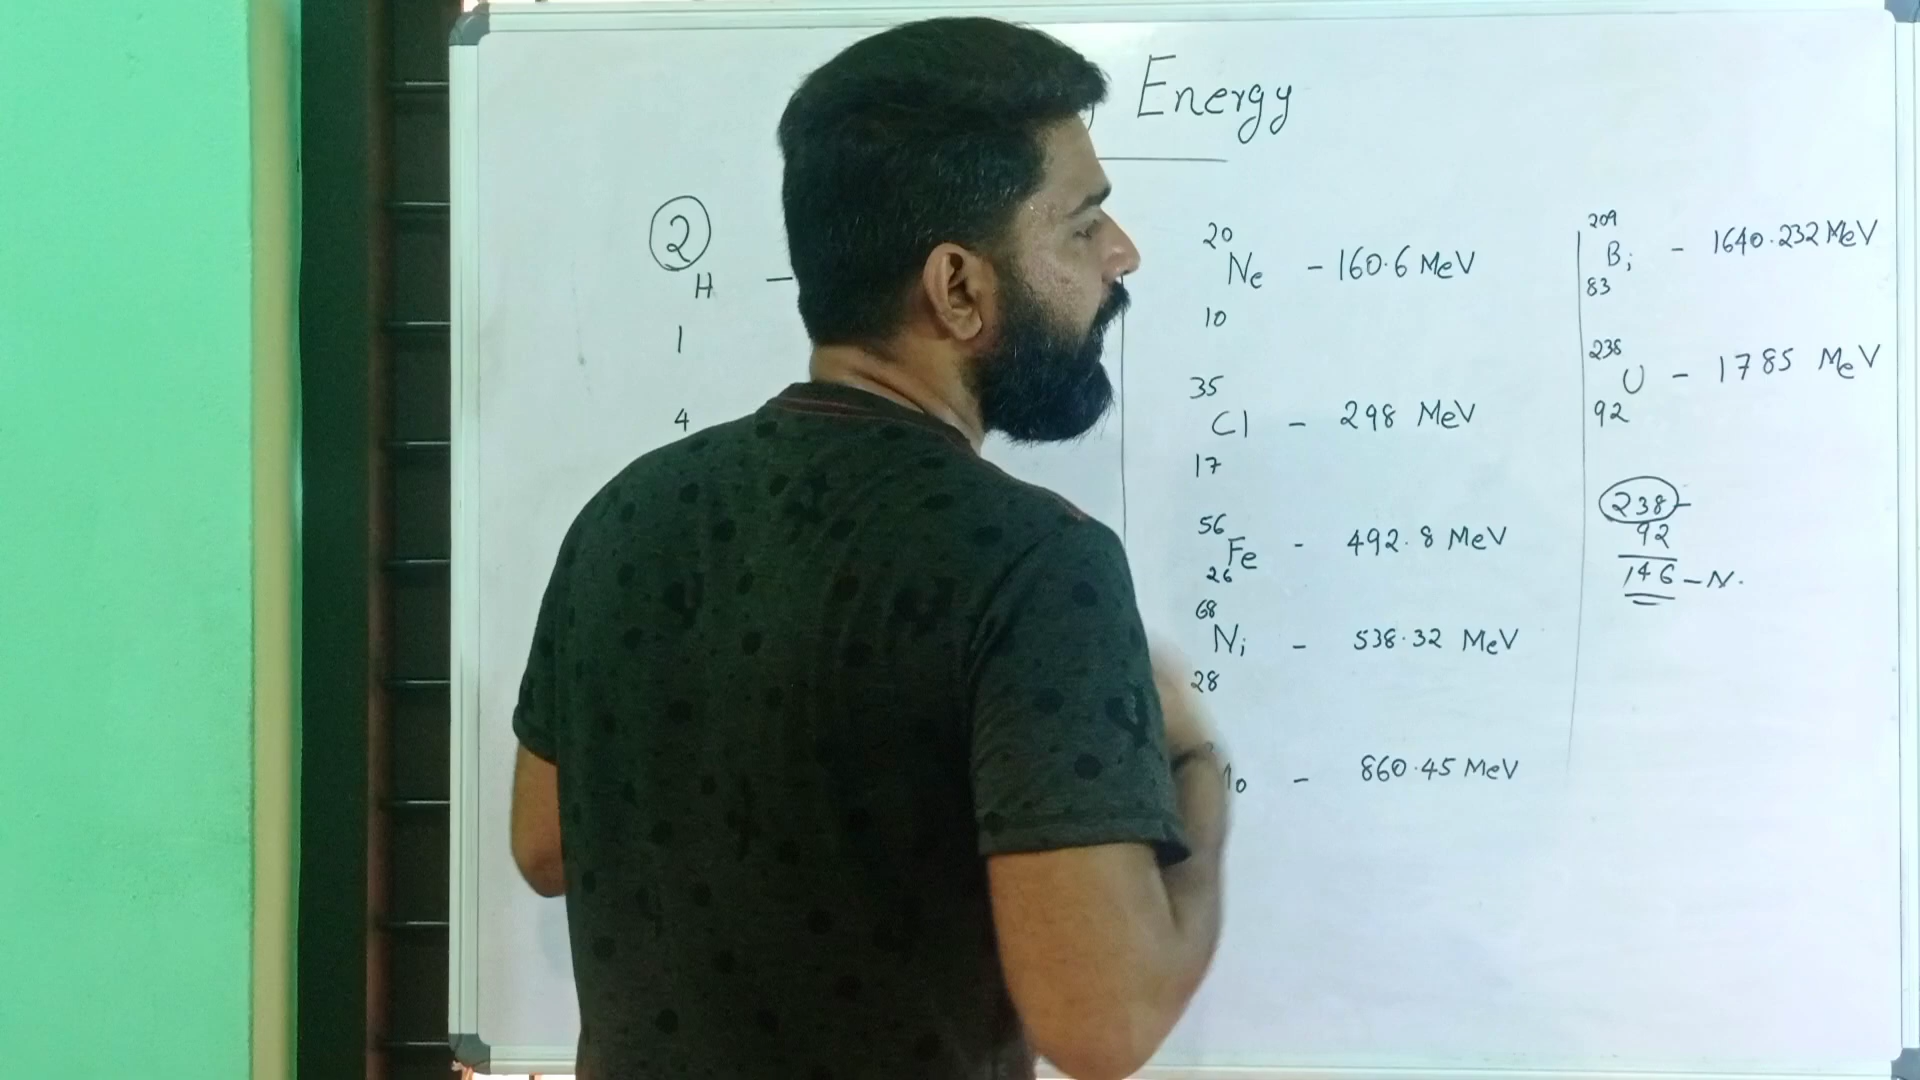 Energy
2
H -
1
4
20
Ne - 160.6 MeV
10
35
Cl - 298 MeV
17
56
Fe - 492.8 MeV
26
68
Ni - 538.32 MeV
28
- 860.45 MeV
209
Bi - 1640.232 MeV
83
238
U - 1785 MeV
92
238 -
92
146 - N.